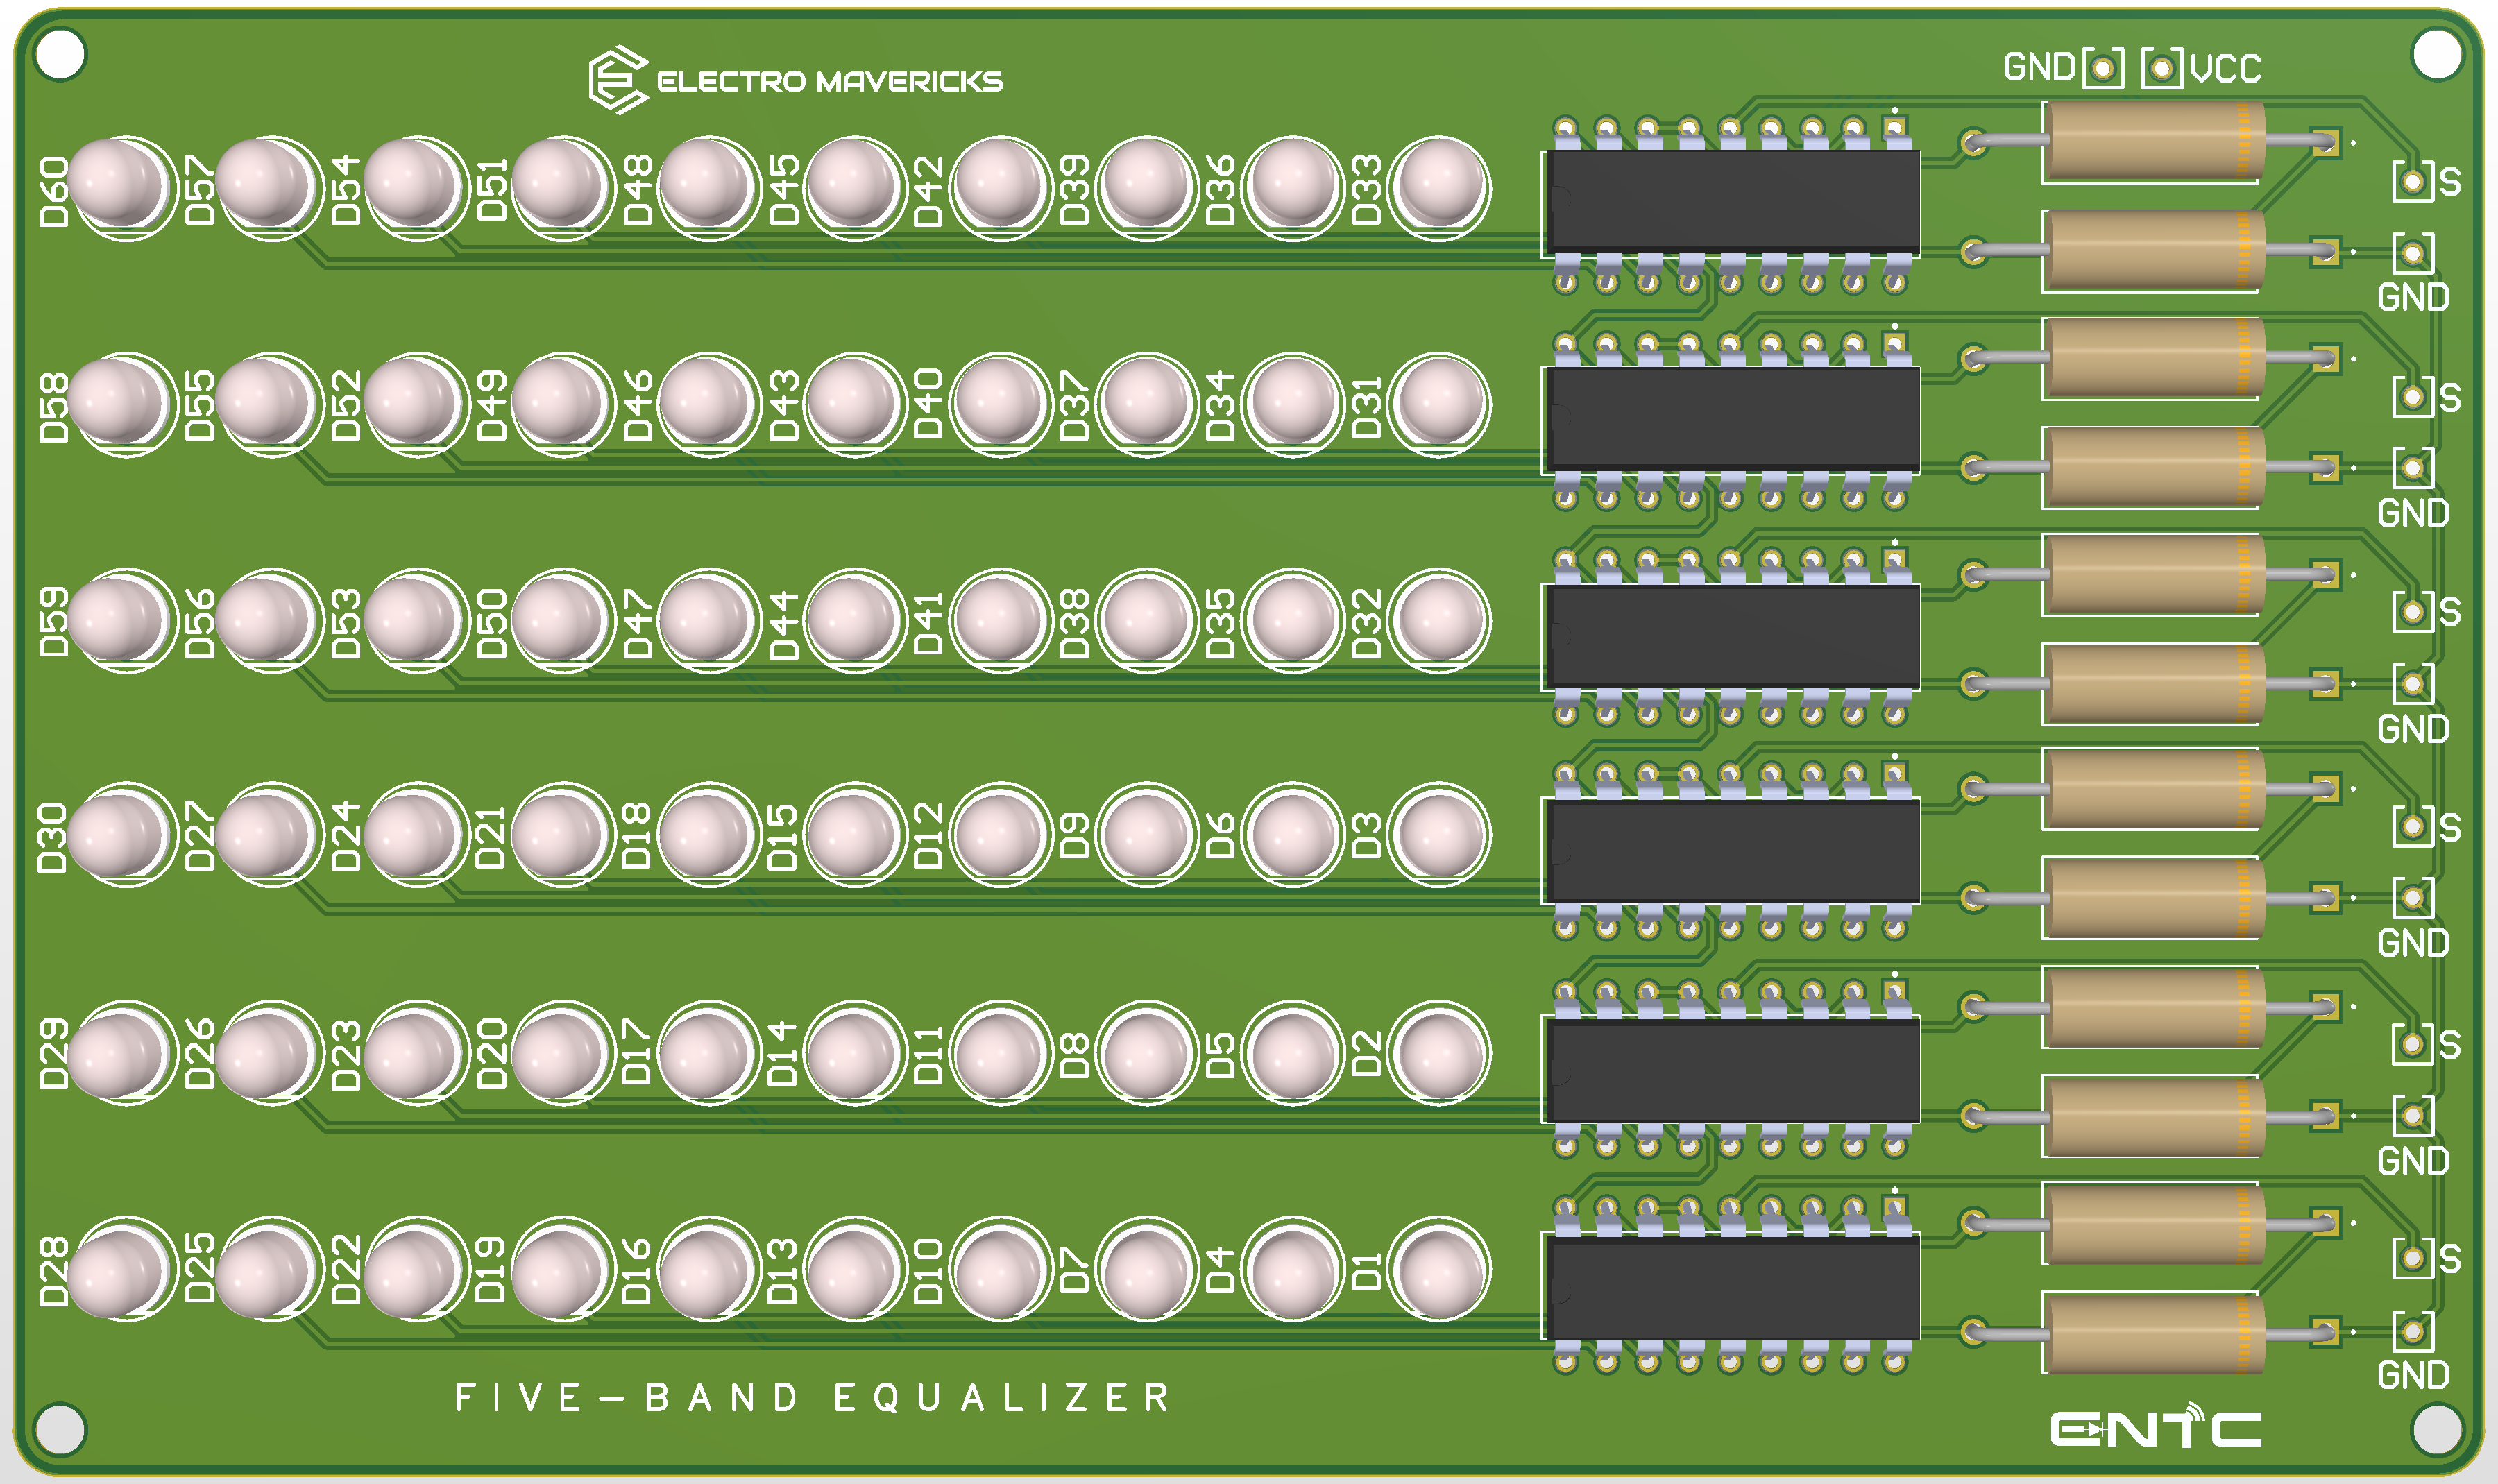 ELECTRO MAVERICKS
GND VCC
D60 D57 D54 D51 D48 D45 D42 D39 D36 D33 S
GND
D58 D55 D52 D49 D46 D43 D40 D37 D34 D31 S
GND
D59 D56 D53 D50 D47 D44 D41 D38 D35 D32 S
GND
D30 D27 D24 D21 D18 D15 D12 D9 D6 D3 S
GND
D29 D26 D23 D20 D17 D14 D11 D8 D5 D2 S
GND
D28 D25 D22 D19 D16 D13 D10 D7 D4 D1 S
GND
FIVE-BAND EQUALIZER
ENTC